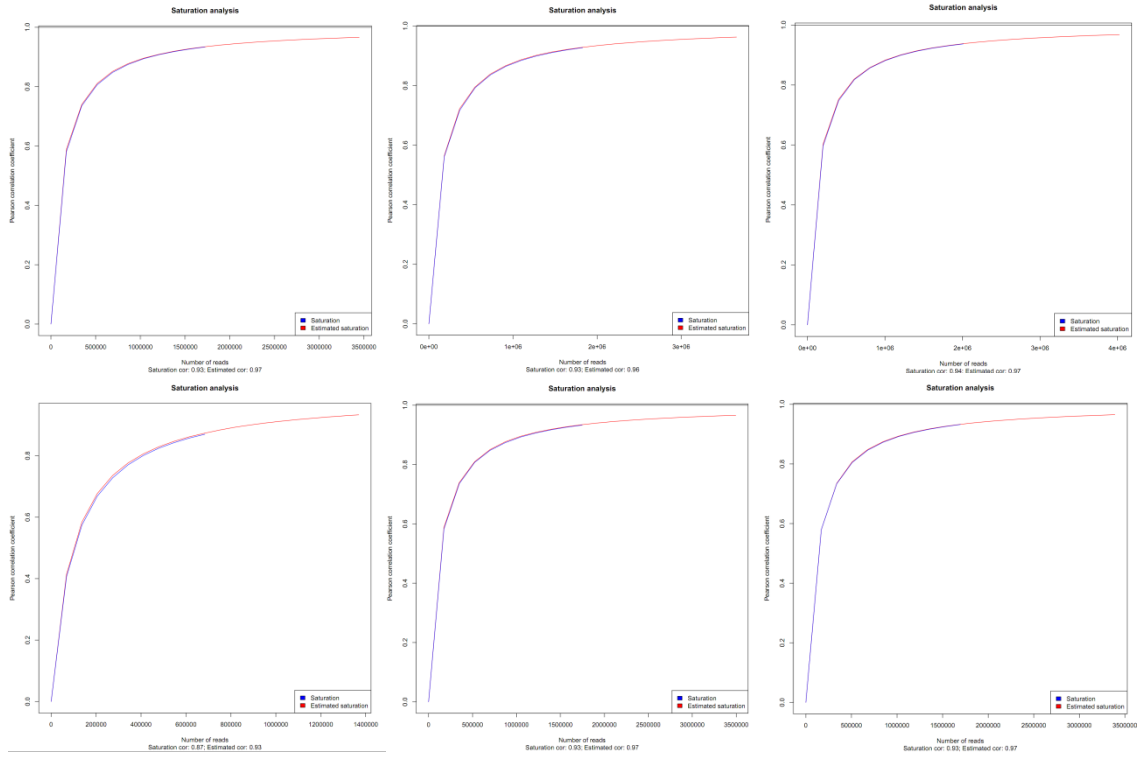 Saturation analysis
Pearson correlation coefficient
1.0
0.8
0.6
0.4
0.2
0.0
Saturation
Estimated saturation
0 500000 1000000 1500000 2000000 2500000 3000000 3500000
Number of reads
Saturation cor: 0.93; Estimated cor: 0.97
Saturation analysis
Pearson correlation coefficient
1.0
0.8
0.6
0.4
0.2
0.0
Saturation
Estimated saturation
0e+00 1e+06 2e+06 3e+06
Number of reads
Saturation cor: 0.93; Estimated cor: 0.96
Saturation analysis
Pearson correlation coefficient
1.0
0.8
0.6
0.4
0.2
0.0
Saturation
Estimated saturation
0e+00 1e+06 2e+06 3e+06 4e+06
Number of reads
Saturation cor: 0.94; Estimated cor: 0.97
Saturation analysis
Pearson correlation coefficient
0.8
0.6
0.4
0.2
0.0
Saturation
Estimated saturation
0 200000 400000 600000 800000 1000000 1200000 1400000
Number of reads
Saturation cor: 0.87; Estimated cor: 0.93
Saturation analysis
Pearson correlation coefficient
1.0
0.8
0.6
0.4
0.2
0.0
Saturation
Estimated saturation
0 500000 1000000 1500000 2000000 2500000 3000000 3500000
Number of reads
Saturation cor: 0.93; Estimated cor: 0.97
Saturation analysis
Pearson correlation coefficient
1.0
0.8
0.6
0.4
0.2
0.0
Saturation
Estimated saturation
0 500000 1000000 1500000 2000000 2500000 3000000 3500000
Number of reads
Saturation cor: 0.93; Estimated cor: 0.97